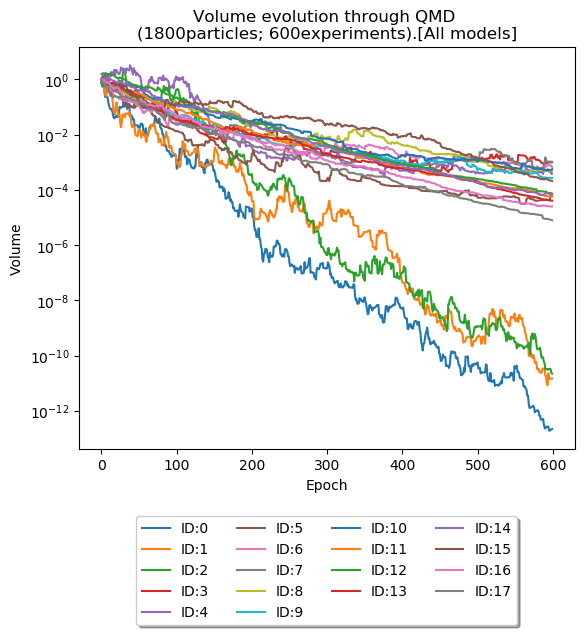 Volume evolution through QMD
(1800particles; 600experiments).[All models]
Volume
10^0
10^-2
10^-4
10^-6
10^-8
10^-10
10^-12
0 100 200 300 400 500 600
Epoch
ID:0 ID:5 ID:10 ID:14
ID:1 ID:6 ID:11 ID:15
ID:2 ID:7 ID:12 ID:16
ID:3 ID:8 ID:13 ID:17
ID:4 ID:9